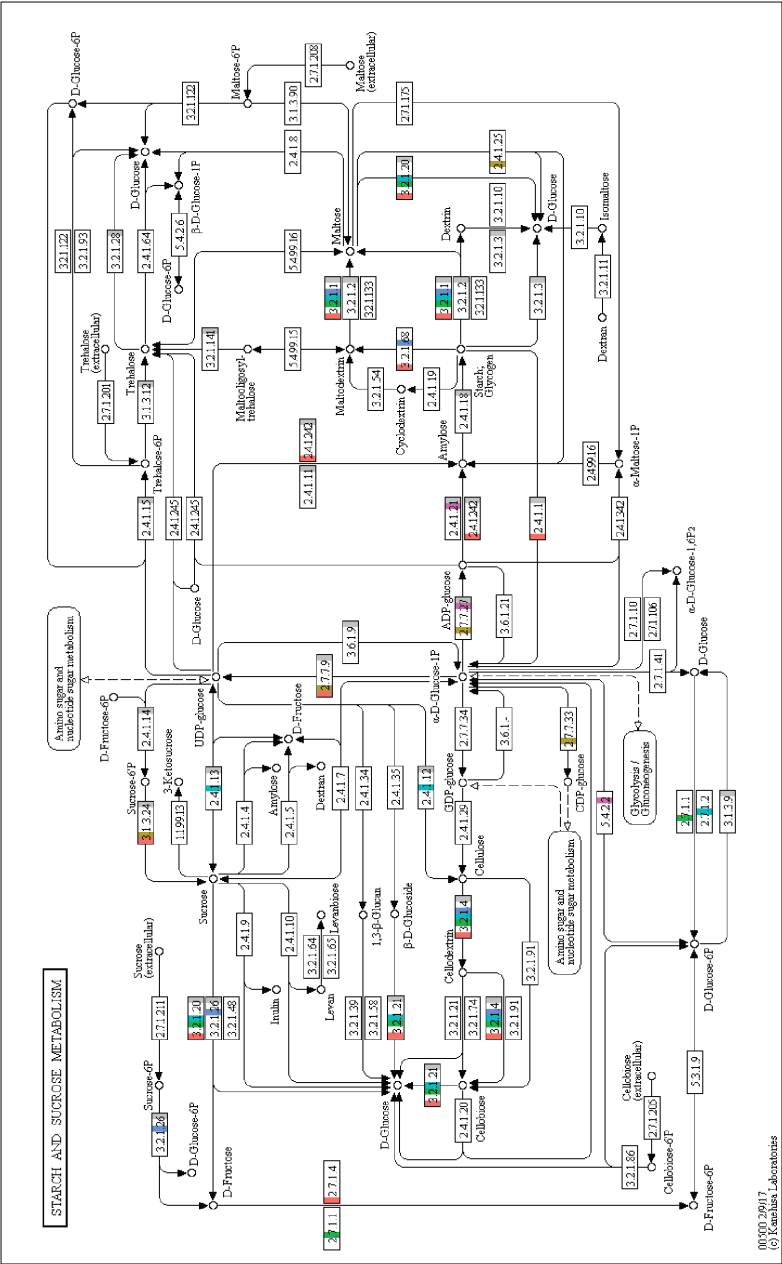 STARCH AND SUCROSE METABOLISM
Amino sugar and
nucleotide sugar metabolism
D-Fructose-6P
Trehalose
(extracellular)
D-Glucose-6P
Sucrose-6P
Sucrose
(extracellular)
Sucrose-6'P
3.2.1.26
2.7.1.211
3.1.3.24
2.4.1.14
2.4.1.15
Trehalose-6P
2.7.1.201
3.2.1.122
3.2.1.93
D-Glucose-6P
3-Ketosucrose
1.1.99.13
2.4.1.245
2.4.1.245
3.1.3.12
Trehalose
3.2.1.28
2.4.1.64
D-Glucose
3.2.1.122
Maltose-6'P
D-Glucose
5.4.2.6
D-Glucose-6P
β-D-Glucose-1P
D-Fructose
3.2.1.20
3.2.1.26
3.2.1.48
Sucrose
2.4.1.13
UDP-glucose
3.2.1.141
2.7.1.208
Maltose
(extracellular)
2.4.1.9
2.4.1.4
Amylose
D-Fructose
Maltooligosyl-
trehalose
3.1.3.90
2.4.1.8
Inulin
2.4.1.10
2.4.1.5
Dextran
5.4.99.15
5.4.99.16
3.2.1.64
3.2.1.65
Levan
Levanbiose
2.4.1.7
2.7.7.9
3.6.1.9
2.4.1.11
2.4.1.242
2.7.1.1
2.7.1.4
3.2.1.39
3.2.1.58
1,3-β-Glucan
2.4.1.34
Maltodextrin
3.2.1.1
3.2.1.2
3.2.1.133
Maltose
D-Glucose
3.2.1.21
β-D-Glucoside
2.4.1.35
3.2.1.54
Cyclodextrin
3.2.1.68
3.2.1.20
2.7.1.175
2.4.1.12
2.4.1.19
3.2.1.21
α-D-Glucose-1P
ADP-glucose
Amylose
Dextrin
2.4.1.20
Cellobiose
3.2.1.21
3.2.1.74
Cellodextrin
3.2.1.4
Cellulose
2.4.1.29
GDP-glucose
2.7.7.34
2.7.7.27
2.4.1.21
2.4.1.242
2.4.1.18
Starch;
Glycogen
3.2.1.1
3.2.1.2
3.2.1.133
3.2.1.4
3.2.1.91
3.6.1.-
3.6.1.21
3.2.1.3
3.2.1.10
2.4.1.25
3.2.1.91
Amino sugar and
nucleotide sugar metabolism
CDP-glucose
2.7.7.33
2.4.1.1
3.2.1.3
D-Glucose
5.4.2.2
2.4.99.16
Dextran
3.2.1.11
3.2.1.10
Isomaltose
3.2.1.86
Cellobiose-6'P
2.7.1.205
Cellobiose
(extracellular)
Glycolysis /
Gluconeogenesis
2.7.1.10
2.7.1.106
2.4.1.342
α-Maltose-1P
2.7.1.41
α-D-Glucose-1,6P2
D-Fructose-6P
5.3.1.9
D-Glucose-6P
2.7.1.1
2.7.1.2
3.1.3.9
D-Glucose
00500 2/9/17
(c) Kanehisa Laboratories